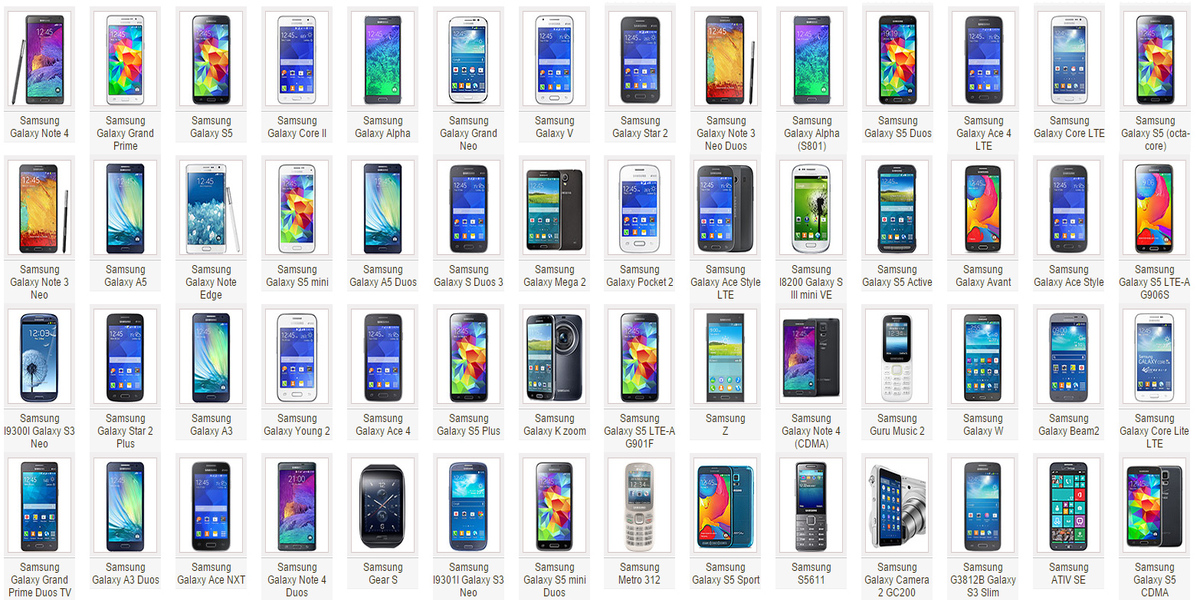 Samsung
Galaxy Note 4
Samsung
Galaxy Grand
Prime
Samsung
Galaxy S5
Samsung
Galaxy Core II
Samsung
Galaxy Alpha
Samsung
Galaxy Grand
Neo
Samsung
Galaxy V
Samsung
Galaxy Star 2
Samsung
Galaxy Note 3
Neo Duos
Samsung
Galaxy Alpha
(S801)
Samsung
Galaxy S5 Duos
Samsung
Galaxy Ace 4
LTE
Samsung
Galaxy Core LTE
Samsung
Galaxy S5 (octa-
core)
Samsung
Galaxy Note 3
Neo
Samsung
Galaxy A5
Samsung
Galaxy Note
Edge
Samsung
Galaxy S5 mini
Samsung
Galaxy A5 Duos
Samsung
Galaxy S Duos 3
Samsung
Galaxy Mega 2
Samsung
Galaxy Pocket 2
Samsung
Galaxy Ace Style
LTE
Samsung
I8200 Galaxy S
III mini VE
Samsung
Galaxy S5 Active
Samsung
Galaxy Avant
Samsung
Galaxy Ace Style
Samsung
Galaxy S5 LTE-A
G906S
12:03
Samsung
I9300I Galaxy S3
Neo
Samsung
Galaxy Star 2
Plus
Samsung
Galaxy A3
Samsung
Galaxy Young 2
Samsung
Galaxy Ace 4
Samsung
Galaxy S5 Plus
Samsung
Galaxy K zoom
Samsung
Galaxy S5 LTE-A
G901F
Samsung
Z
Samsung
Galaxy Note 4
(CDMA)
Samsung
Guru Music 2
Samsung
Galaxy W
Samsung
Galaxy Beam2
Samsung
Galaxy Core Lite
LTE
Samsung
Galaxy Grand
Prime Duos TV
Samsung
Galaxy A3 Duos
Samsung
Galaxy Ace NXT
21:00
Samsung
Galaxy Note 4
Duos
Samsung
Gear S
Samsung
I9301I Galaxy S3
Neo
Samsung
Galaxy S5 mini
Duos
Samsung
Metro 312
Samsung
Galaxy S5 Sport
Samsung
S5611
Samsung
Galaxy Camera
2 GC200
Samsung
G3812B Galaxy
S3 Slim
Samsung
ATIV SE
Samsung
Galaxy S5
CDMA